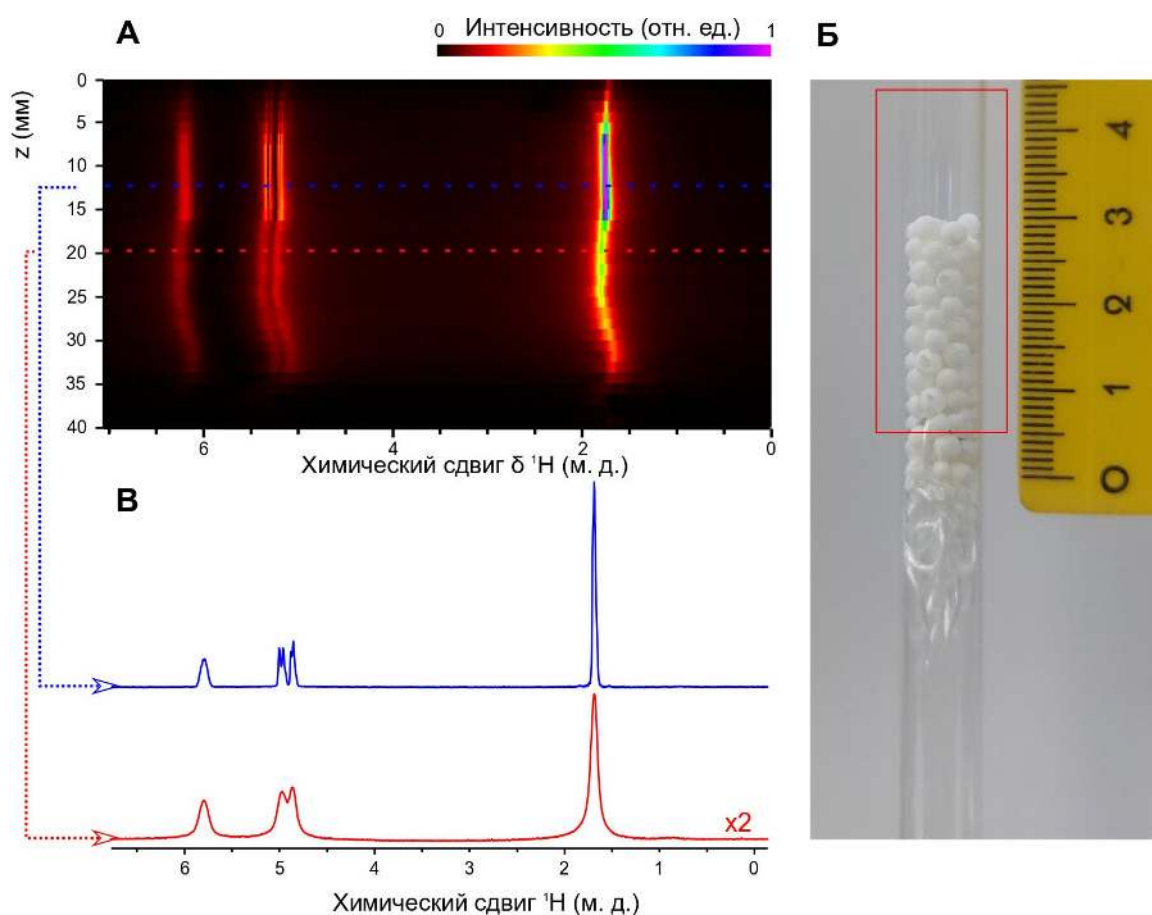 А
Б
0 Интенсивность (отн. ед.) 1
z (мм)
0
5
10
15
20
25
30
35
40
6 4 2 0
Химический сдвиг δ ¹H (м. д.)
4
3
2
1
0
В
x2
6 5 4 3 2 1 0
Химический сдвиг ¹H (м. д.)